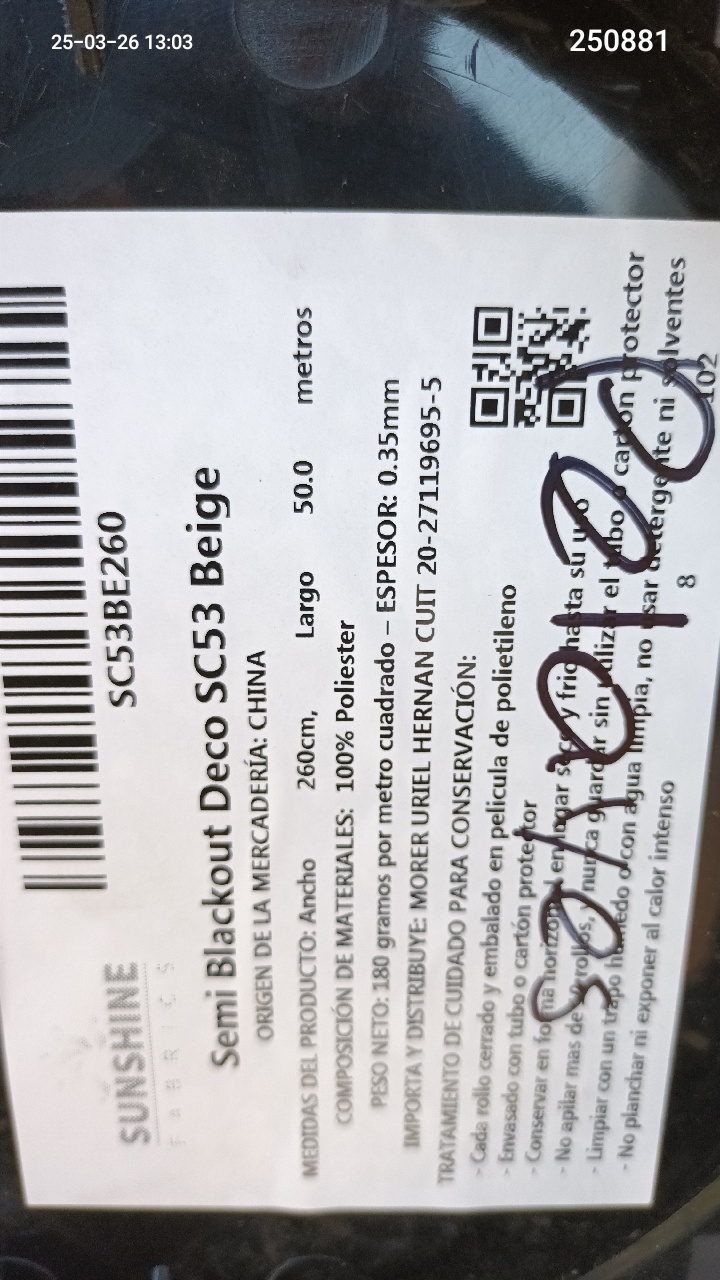 25-03-26 13:03
250881
SUNSHINE
FABRICS
SC53BE260
Semi Blackout Deco SC53 Beige
ORIGEN DE LA MERCADERÍA: CHINA
MEDIDAS DEL PRODUCTO: Ancho 260cm, Largo 50.0 metros
COMPOSICIÓN DE MATERIALES: 100% Poliester
PESO NETO: 180 gramos por metro cuadrado – ESPESOR: 0.35mm
IMPORTA Y DISTRIBUYE: MORER URIEL HERNAN CUIT 20-27119695-5
TRATAMIENTO DE CUIDADO PARA CONSERVACIÓN:
- Cada rollo cerrado y embalado en pelicula de polietileno
- Envasado con tubo o cartón protector
- Conservar en forma horizontal en lugar seco y frio hasta su uso
- No apilar mas de rollos, y nunca guardar sin utilizar el tubo o cartón protector
- Limpiar con un trapo húmedo o con agua limpia, no usar detergente ni solventes
- No planchar ni exponer al calor intenso
8
102